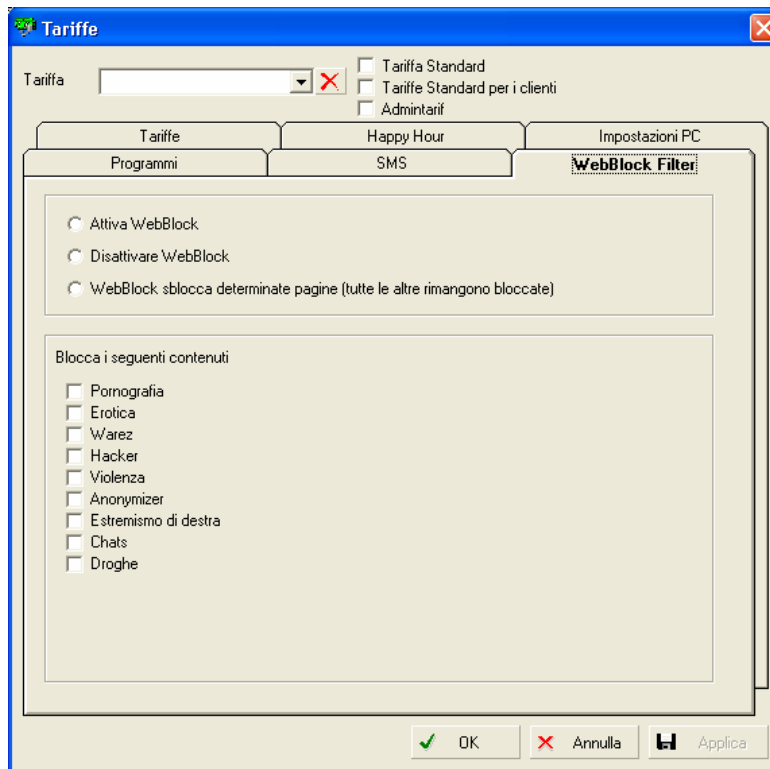 Tariffe
Tariffa
Tariffa Standard
Tariffe Standard per i clienti
Admintarif
Tariffe
Happy Hour
Impostazioni PC
Programmi
SMS
WebBlock Filter
Attiva WebBlock
Disattivare WebBlock
WebBlock sblocca determinate pagine (tutte le altre rimangono bloccate)
Blocca i seguenti contenuti
Pornografia
Erotica
Warez
Hacker
Violenza
Anonymizer
Estremismo di destra
Chats
Droghe
OK
Annulla
Applica